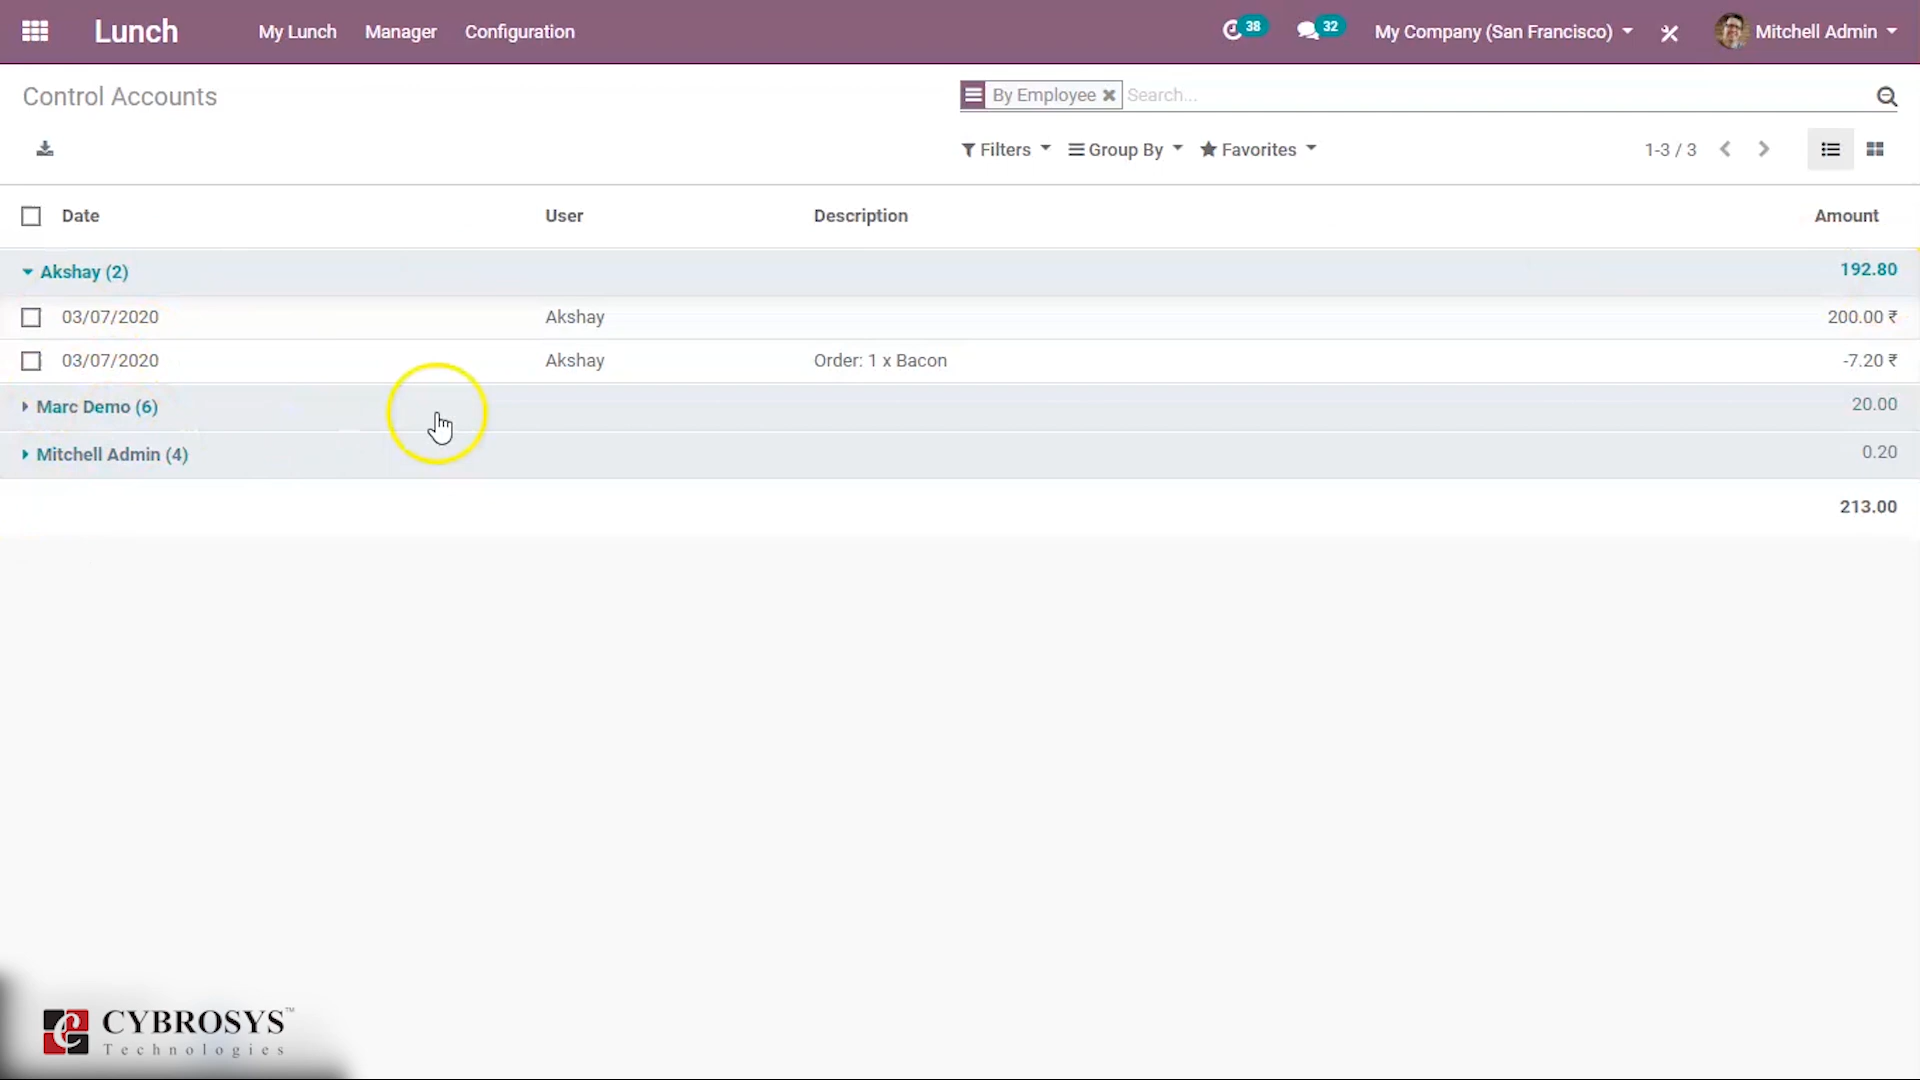 Lunch My Lunch Manager Configuration 38 32 My Company (San Francisco) Mitchell Admin
Control Accounts By Employee Search...
Filters Group By Favorites 1-3 / 3
Date User Description Amount
Akshay (2) 192.80
03/07/2020 Akshay 200.00 ₹
03/07/2020 Akshay Order: 1 x Bacon -7.20 ₹
Marc Demo (6) 20.00
Mitchell Admin (4) 0.20
213.00
CYBROSYS™
Technologies